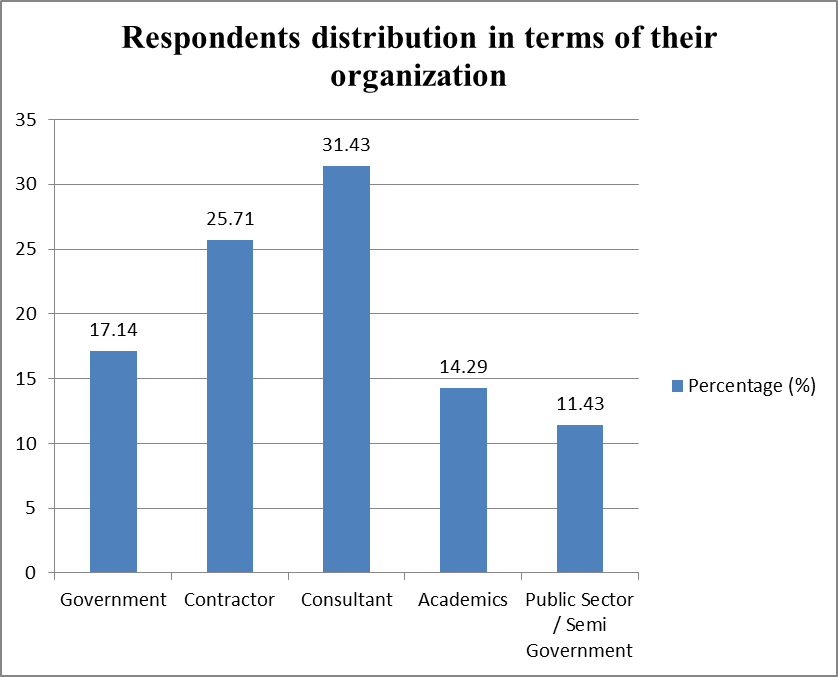 Respondents distribution in terms of their
organization
35
30
25
20
15
10
5
0
17.14
25.71
31.43
14.29
11.43
Government
Contractor
Consultant
Academics
Public Sector
/ Semi
Government
Percentage (%)